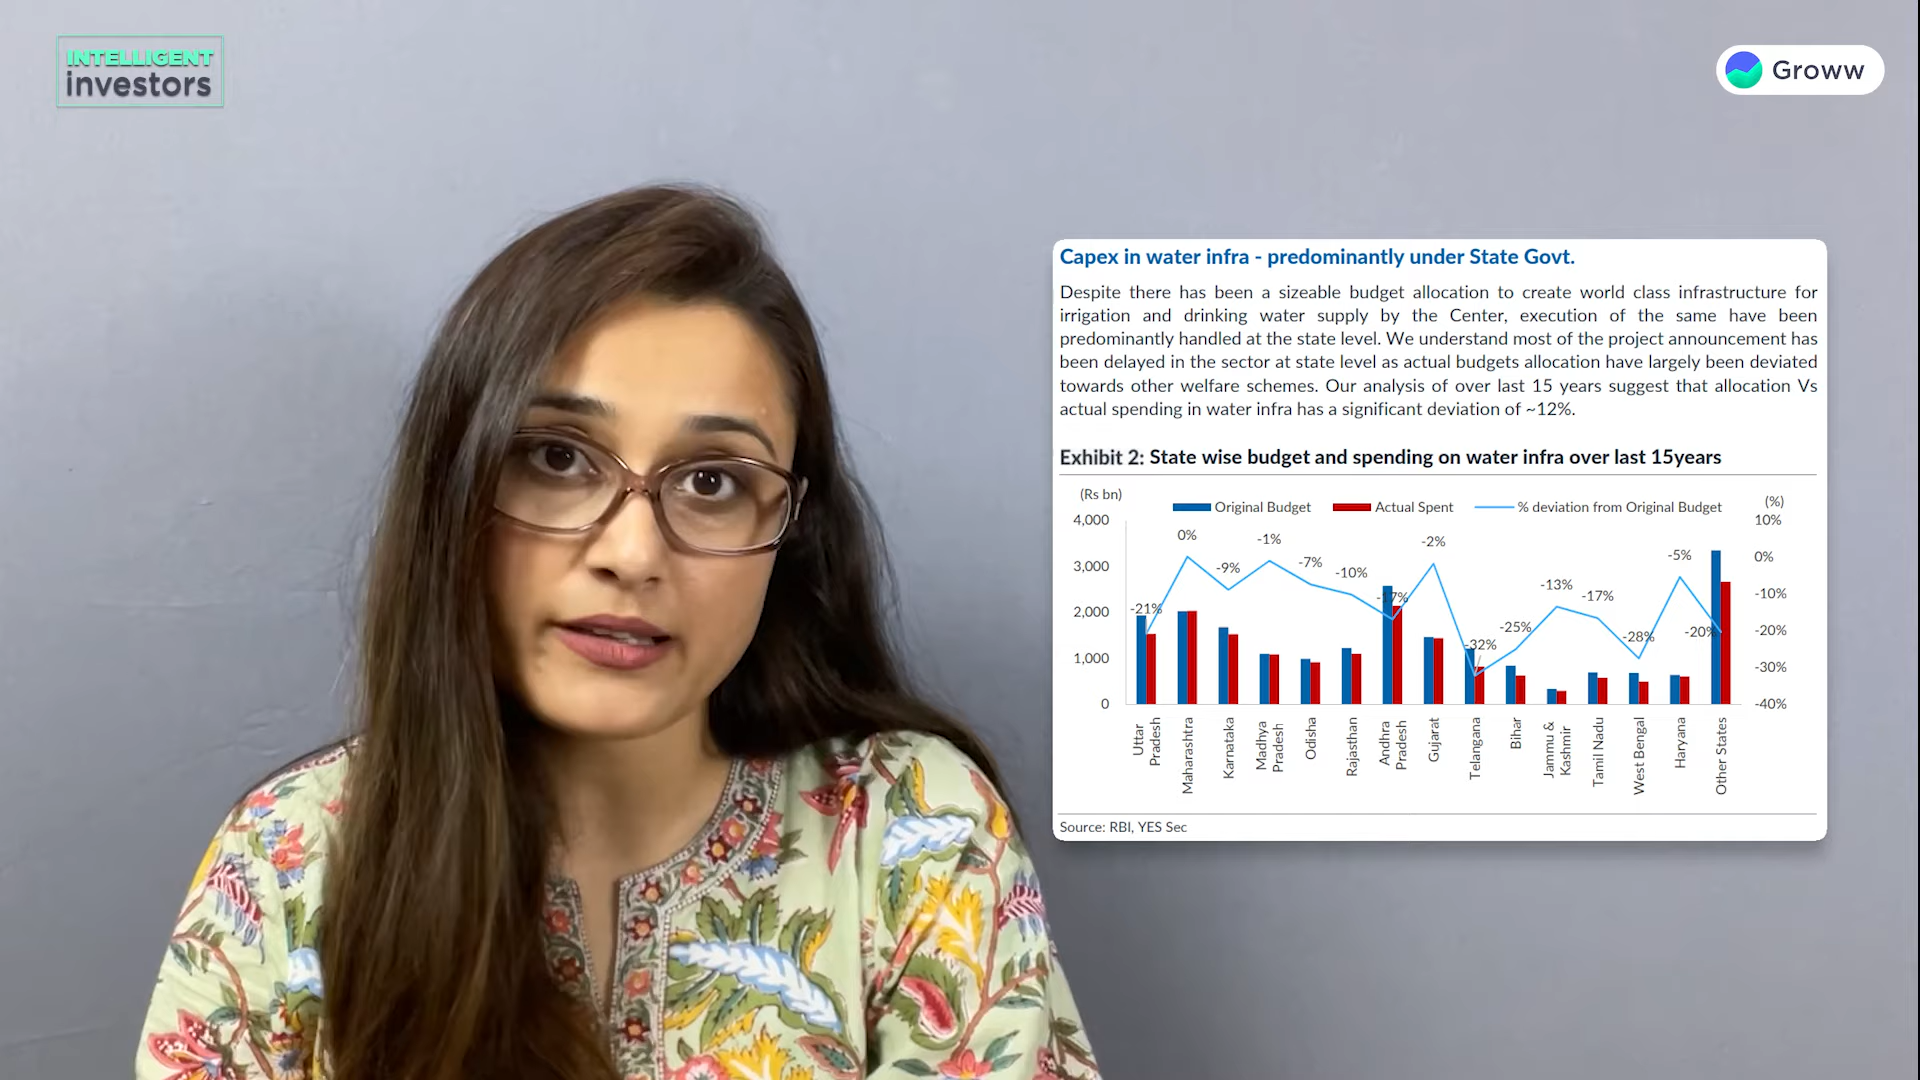 INTELLIGENT
investors
Groww
Capex in water infra - predominantly under State Govt.
Despite there has been a sizeable budget allocation to create world class infrastructure for
irrigation and drinking water supply by the Center, execution of the same have been
predominantly handled at the state level. We understand most of the project announcement has
been delayed in the sector at state level as actual budgets allocation have largely been deviated
towards other welfare schemes. Our analysis of over last 15 years suggest that allocation Vs
actual spending in water infra has a significant deviation of ~12%.
Exhibit 2: State wise budget and spending on water infra over last 15years
(Rs bn)
Original Budget
Actual Spent
% deviation from Original Budget
(%)
4,000
3,000
2,000
1,000
0
10%
0%
-10%
-20%
-30%
-40%
-21%
0%
-9%
-1%
-7%
-10%
-17%
-2%
-32%
-25%
-13%
-17%
-28%
-5%
-20%
Uttar
Pradesh
Maharashtra
Karnataka
Madhya
Pradesh
Odisha
Rajasthan
Andhra
Pradesh
Gujarat
Telangana
Bihar
Jammu &
Kashmir
Tamil Nadu
West Bengal
Haryana
Other States
Source: RBI, YES Sec